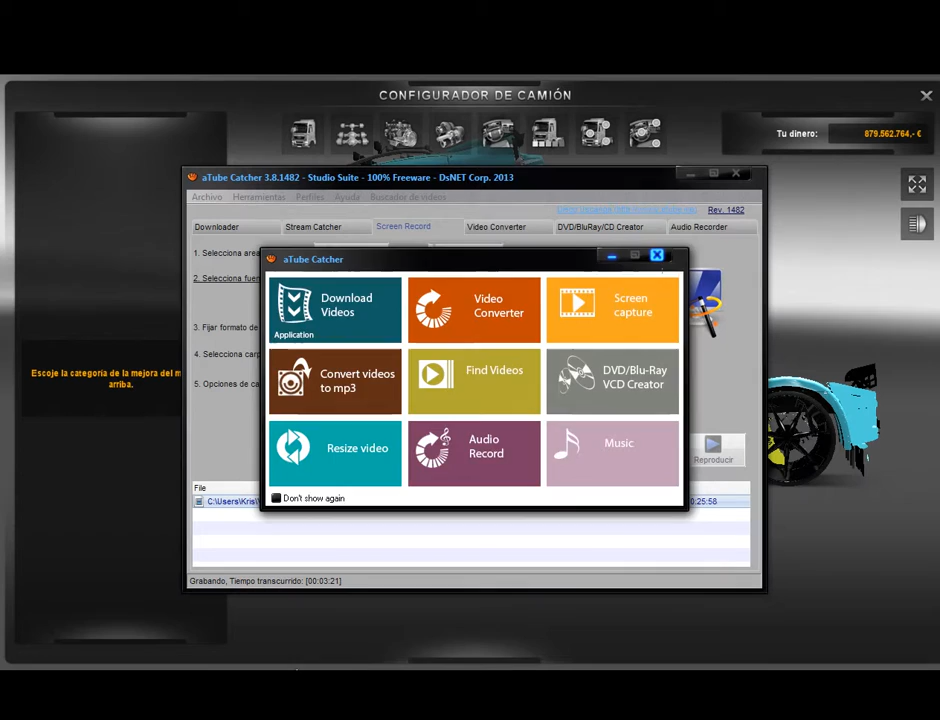 CONFIGURADOR DE CAMIÓN
Tu dinero: 879.562.764,- €
aTube Catcher 3.8.1482 - Studio Suite - 100% Freeware - DsNET Corp. 2013
Archivo Herramientas Perfiles Ayuda Buscador de videos
Rev. 1482
Downloader Stream Catcher Screen Record Video Converter DVD/BluRay/CD Creator Audio Recorder
1. Selecciona area
2. Selecciona
3. Fijar formato de
4. Selecciona
5. Opciones de
aTube Catcher
Download Videos
Application
Video Converter
Screen capture
Convert videos to mp3
Find Videos
DVD/Blu-Ray VCD Creator
Resize video
Audio Record
Music
Don't show again
Escoje la categoría de la mejora del
arriba.
Reproducir
File
C:\Users\Kris\
0:25:58
Grabando, Tiempo transcurrido: [00:03:21]